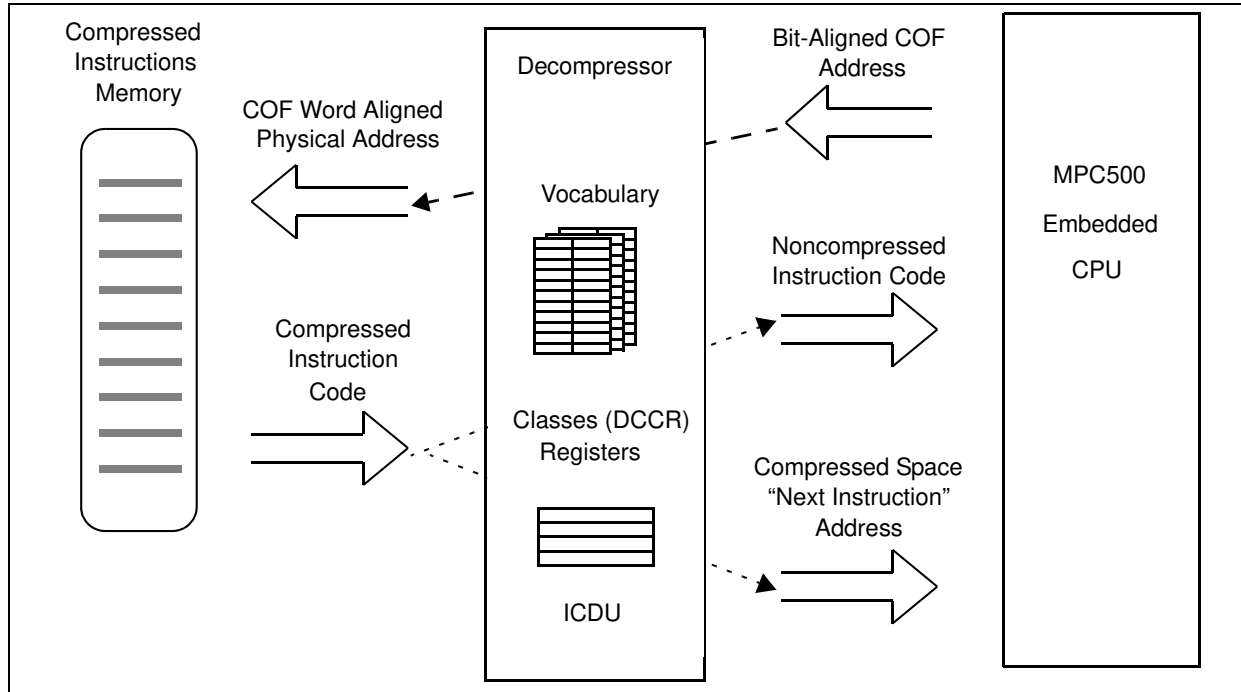 Compressed
Instructions
Memory
COF Word Aligned
Physical Address
Compressed
Instruction
Code
Decompressor
Vocabulary
Classes (DCCR)
Registers
ICDU
Bit-Aligned COF
Address
Noncompressed
Instruction Code
Compressed Space
“Next Instruction”
Address
MPC500
Embedded
CPU